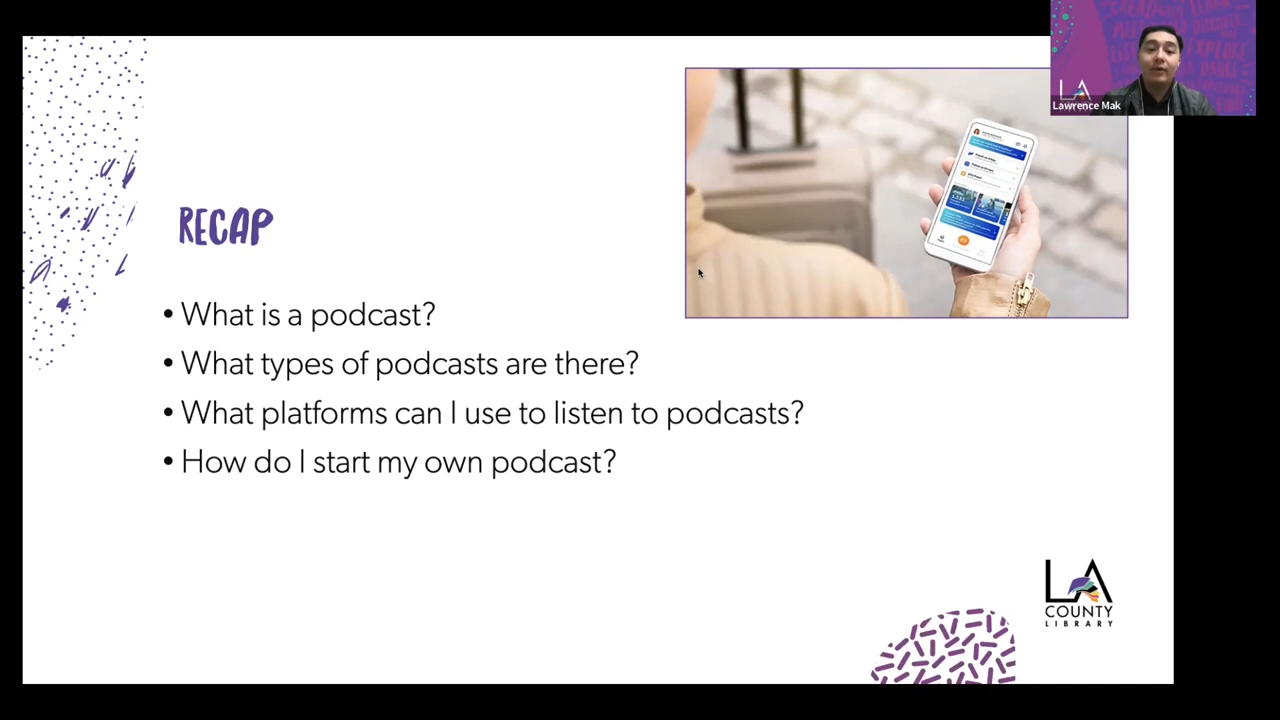 RECAP
• What is a podcast?
• What types of podcasts are there?
• What platforms can I use to listen to podcasts?
• How do I start my own podcast?
LA
Lawrence Mak
LA
COUNTY
LIBRARY